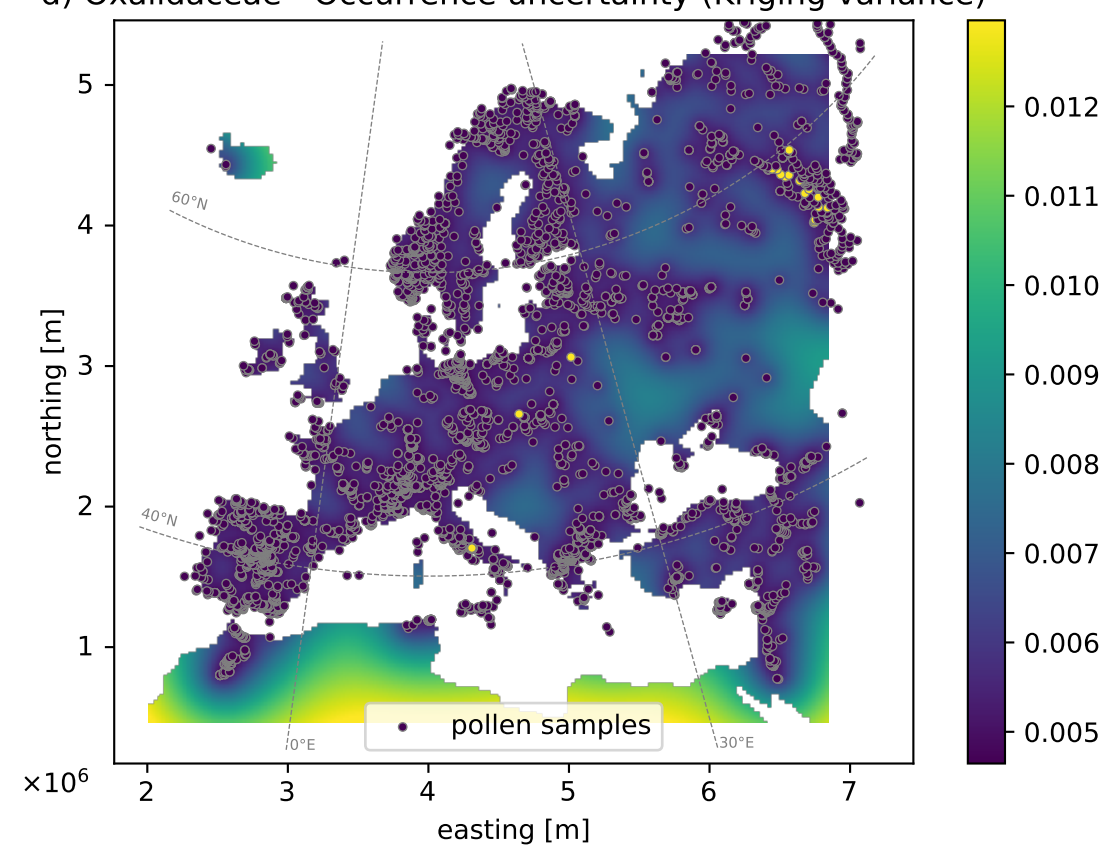 d) Oxalidaceae - Occurrence uncertainty (Kriging variance)
5
4
3
2
1
northing [m]
×10⁶
2 3 4 5 6 7
easting [m]
60°N
40°N
0°E
30°E
pollen samples
0.012
0.011
0.010
0.009
0.008
0.007
0.006
0.005